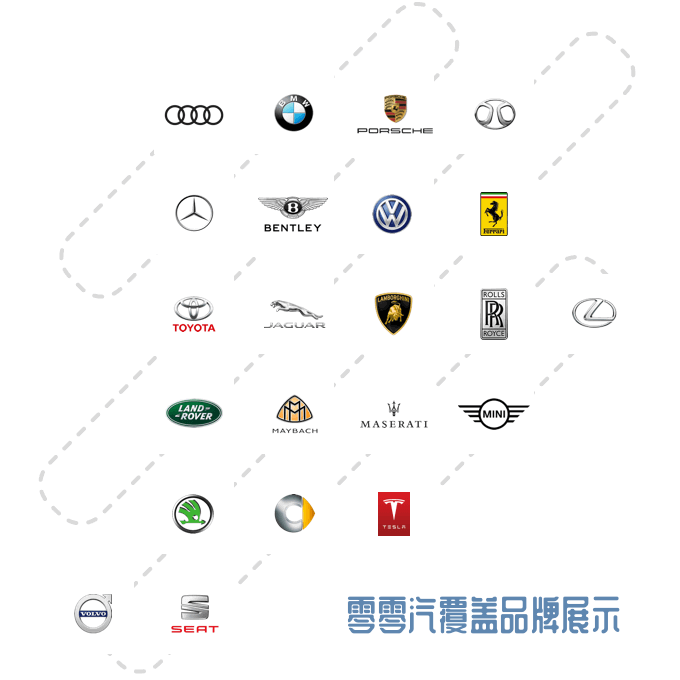 BMW
PORSCHE
BENTLEY
Ferrari
TOYOTA
JAGUAR
LAMBORGHINI
ROLLS
RR
ROYCE
LAND
ROVER
MAYBACH
MASERATI
MINI
TESLA
VOLVO
SEAT
零零汽覆盖品牌展示